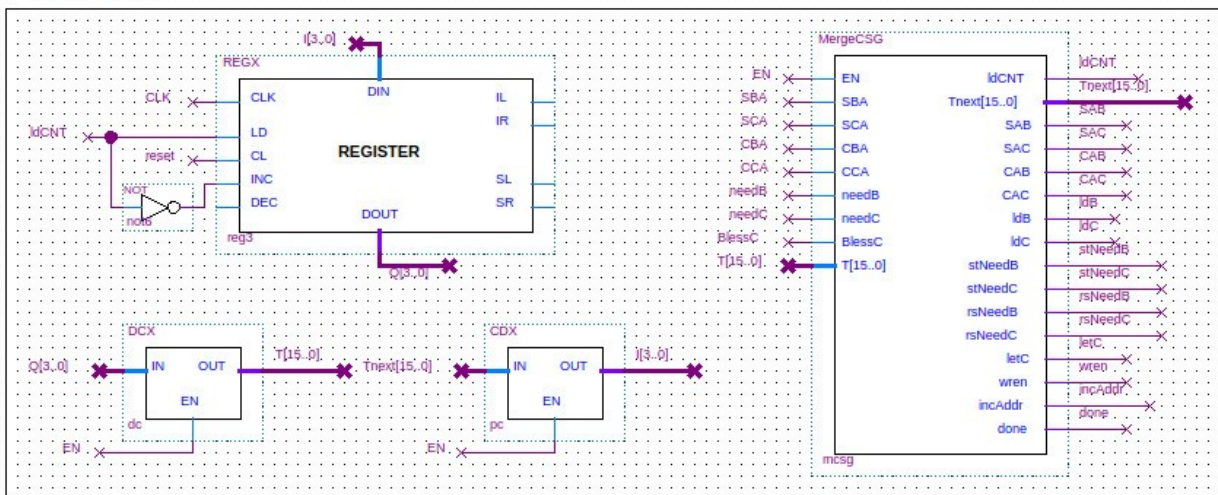 I[3..0]
REGX
CLK
CLK
DIN
IL
IR
ldCNT
LD
REGISTER
reset
CL
INC
SL
NOT
DEC
SR
not6
DOUT
reg3
Q[3..0]
MergeCSG
EN
EN
ldCNT
ldCNT
SBA
SBA
Tnext[15..0]
Tnext[15..0]
SCA
SCA
SAB
SAB
CBA
CBA
SAC
SAC
CCA
CCA
CAB
CAB
needB
needB
CAC
CAC
needC
needC
ldB
ldB
BlessC
BlessC
ldC
ldC
T[15..0]
T[15..0]
stNeedB
stNeedB
stNeedC
stNeedC
rsNeedB
rsNeedB
rsNeedC
rsNeedC
letC
letC
wren
wren
incAddr
incAddr
done
done
mcsg
DCX
Q[3..0]
IN
OUT
T[15..0]
EN
dc
EN
CDX
Tnext[15..0]
IN
OUT
I[3..0]
EN
pc
EN